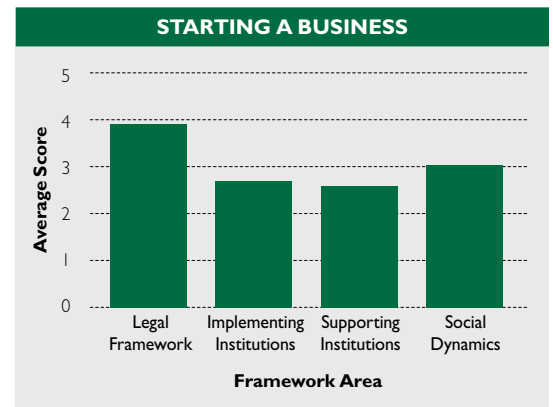 STARTING A BUSINESS
5
4
3
2
1
0
Average Score
Legal Framework
Implementing Institutions
Supporting Institutions
Social Dynamics
Framework Area